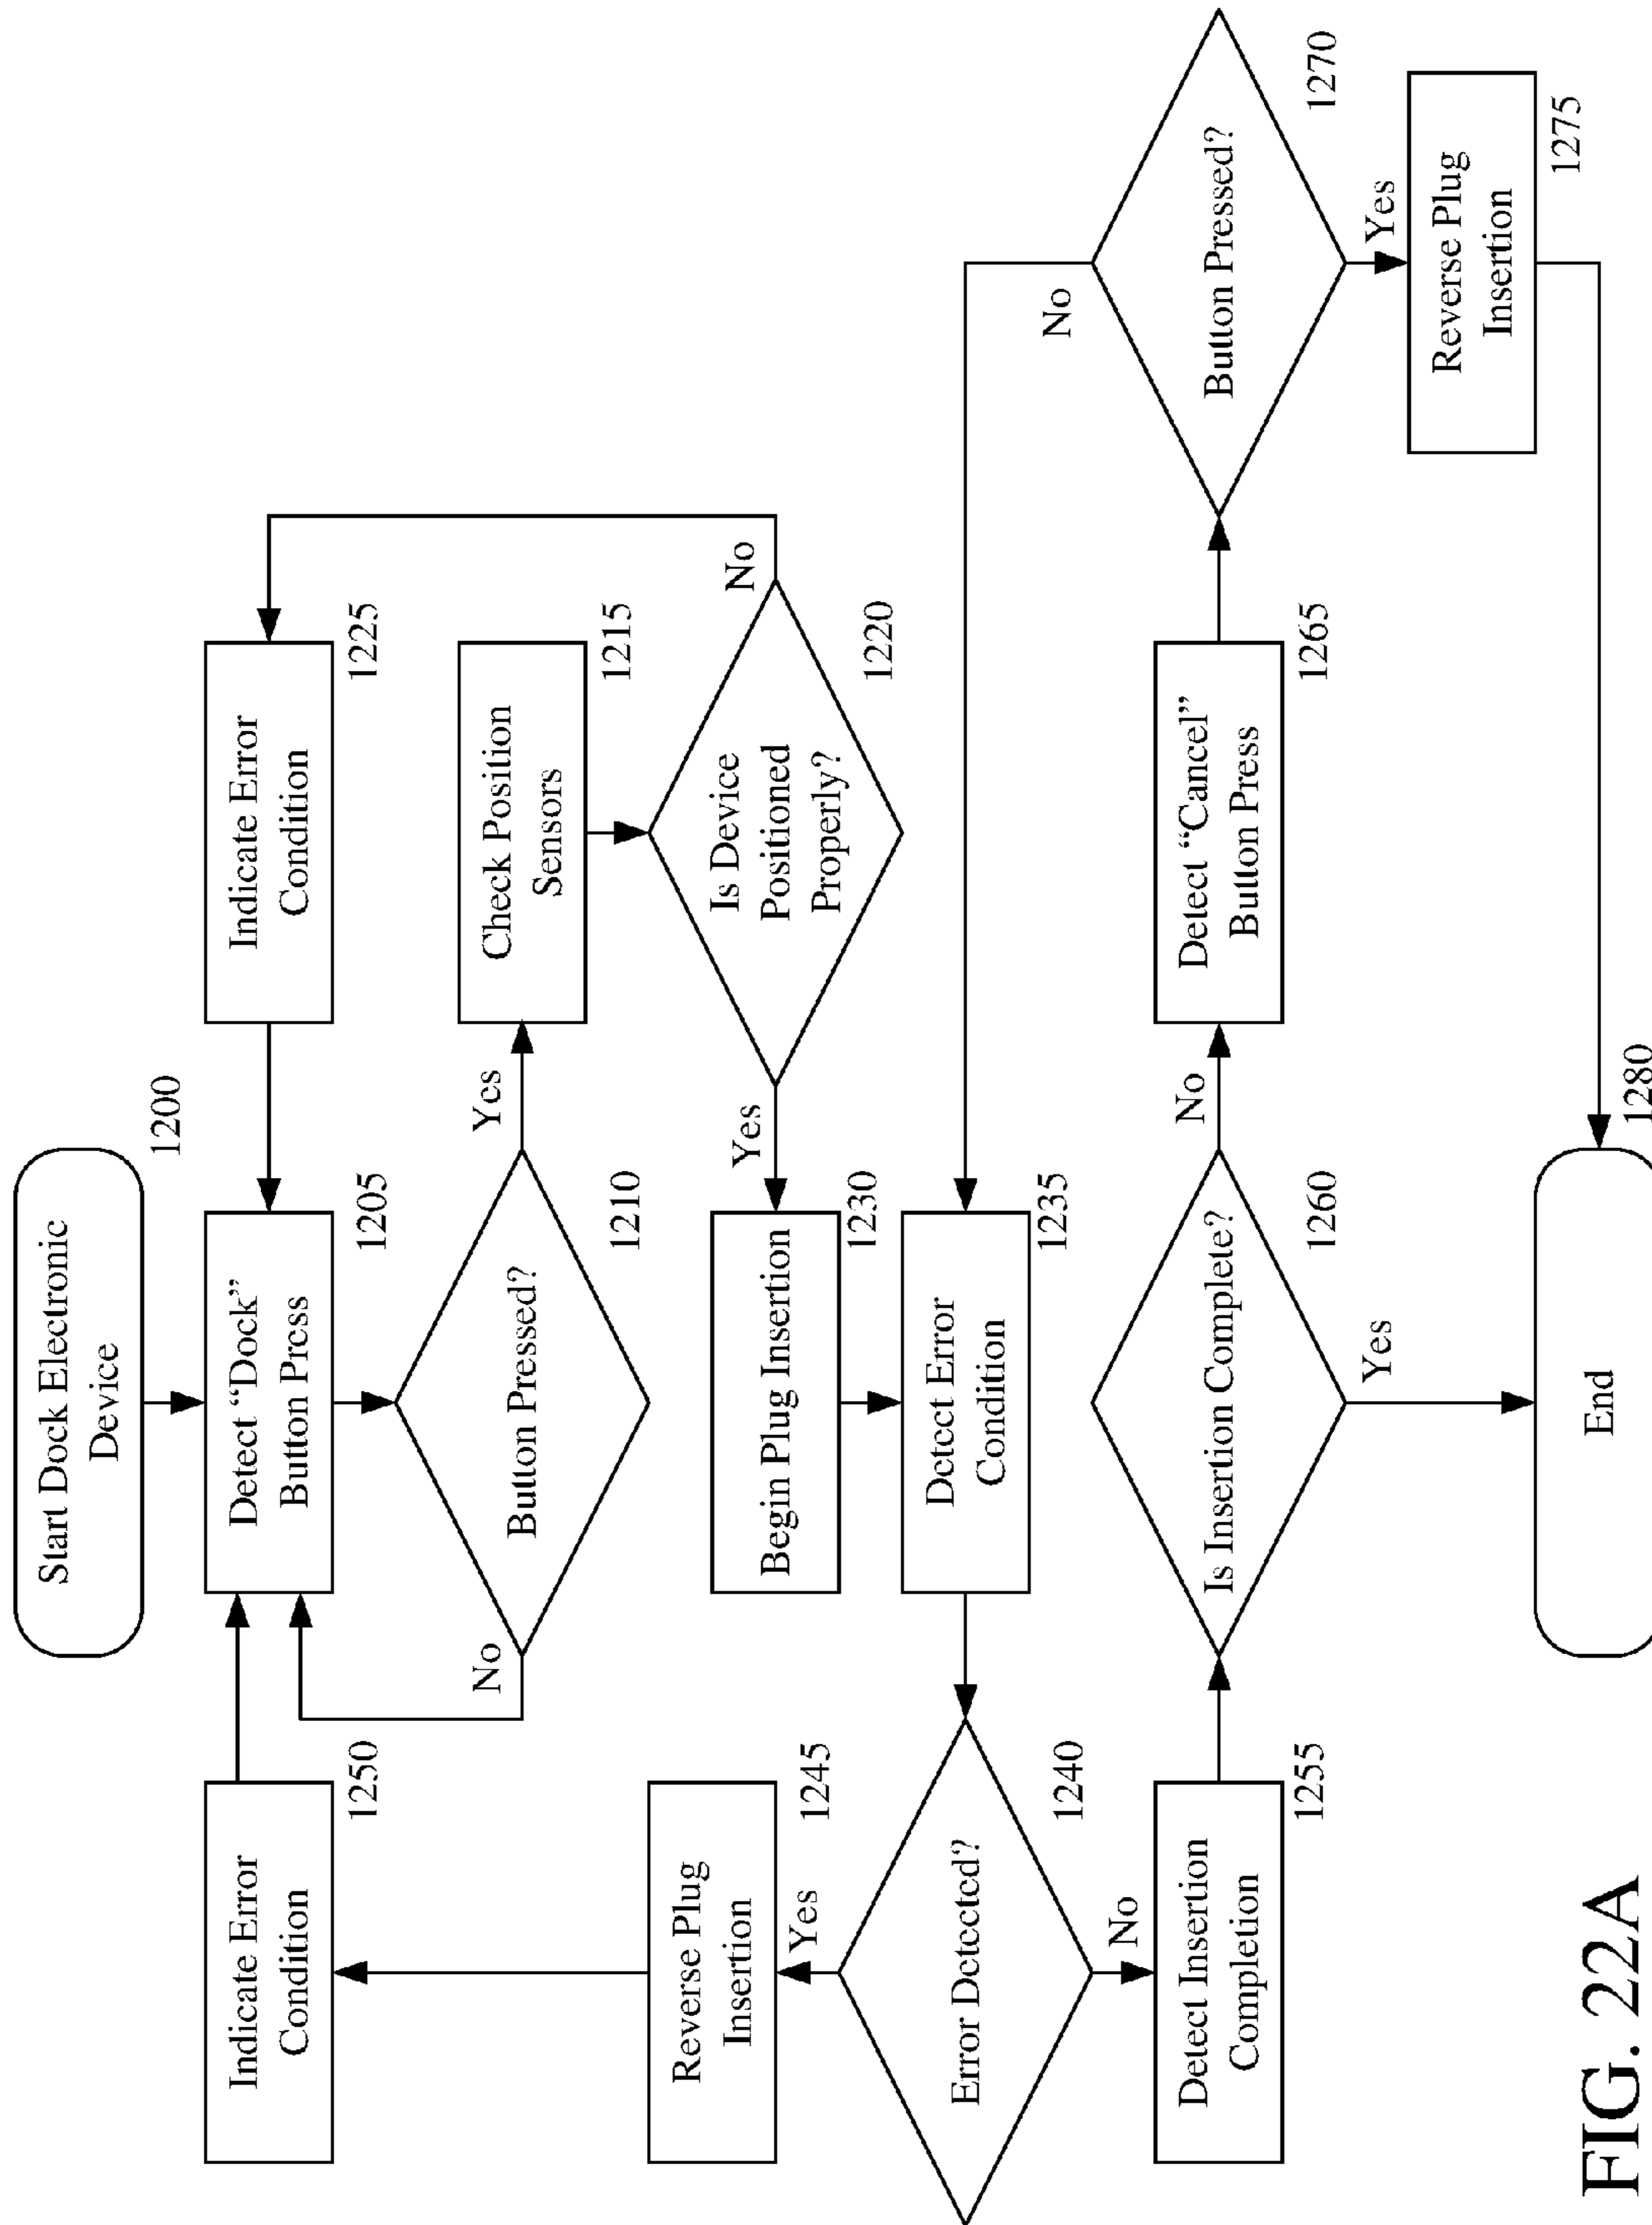 Start Dock Electronic
Device
1200
Detect “Dock”
Button Press
1205
Button Pressed?
1210
No
Yes
Indicate Error
Condition
1225
Check Position
Sensors
1215
Is Device
Positioned
Properly?
1220
No
Yes
Begin Plug Insertion
1230
Detect Error
Condition
1235
Error Detected?
1240
Yes
No
Reverse Plug
Insertion
1245
Indicate Error
Condition
1250
Detect Insertion
Completion
1255
Is Insertion Complete?
1260
No
Yes
Detect “Cancel”
Button Press
1265
Button Pressed?
1270
No
Yes
Reverse Plug
Insertion
1275
End
1280
FIG. 22A